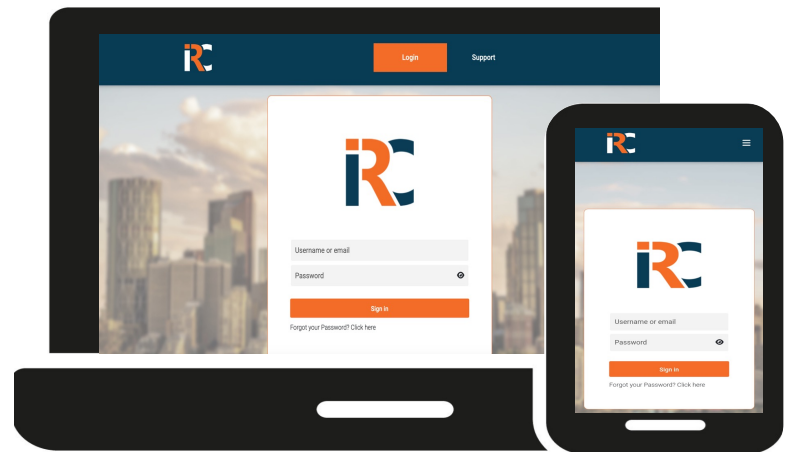 iRC
Login
Support
iRC
Username or email
Password
Sign In
Forgot your Password? Click here
iRC
iRC
Username or email
Password
Sign In
Forgot your Password? Click here